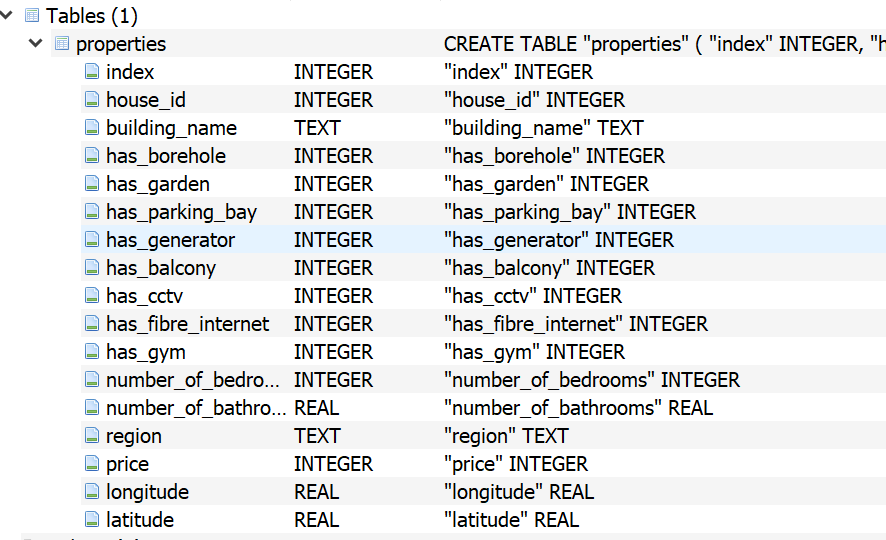 Tables (1)
properties CREATE TABLE "properties" ( "index" INTEGER, "h
index INTEGER "index" INTEGER
house_id INTEGER "house_id" INTEGER
building_name TEXT "building_name" TEXT
has_borehole INTEGER "has_borehole" INTEGER
has_garden INTEGER "has_garden" INTEGER
has_parking_bay INTEGER "has_parking_bay" INTEGER
has_generator INTEGER "has_generator" INTEGER
has_balcony INTEGER "has_balcony" INTEGER
has_cctv INTEGER "has_cctv" INTEGER
has_fibre_internet INTEGER "has_fibre_internet" INTEGER
has_gym INTEGER "has_gym" INTEGER
number_of_bedro... INTEGER "number_of_bedrooms" INTEGER
number_of_bathro... REAL "number_of_bathrooms" REAL
region TEXT "region" TEXT
price INTEGER "price" INTEGER
longitude REAL "longitude" REAL
latitude REAL "latitude" REAL